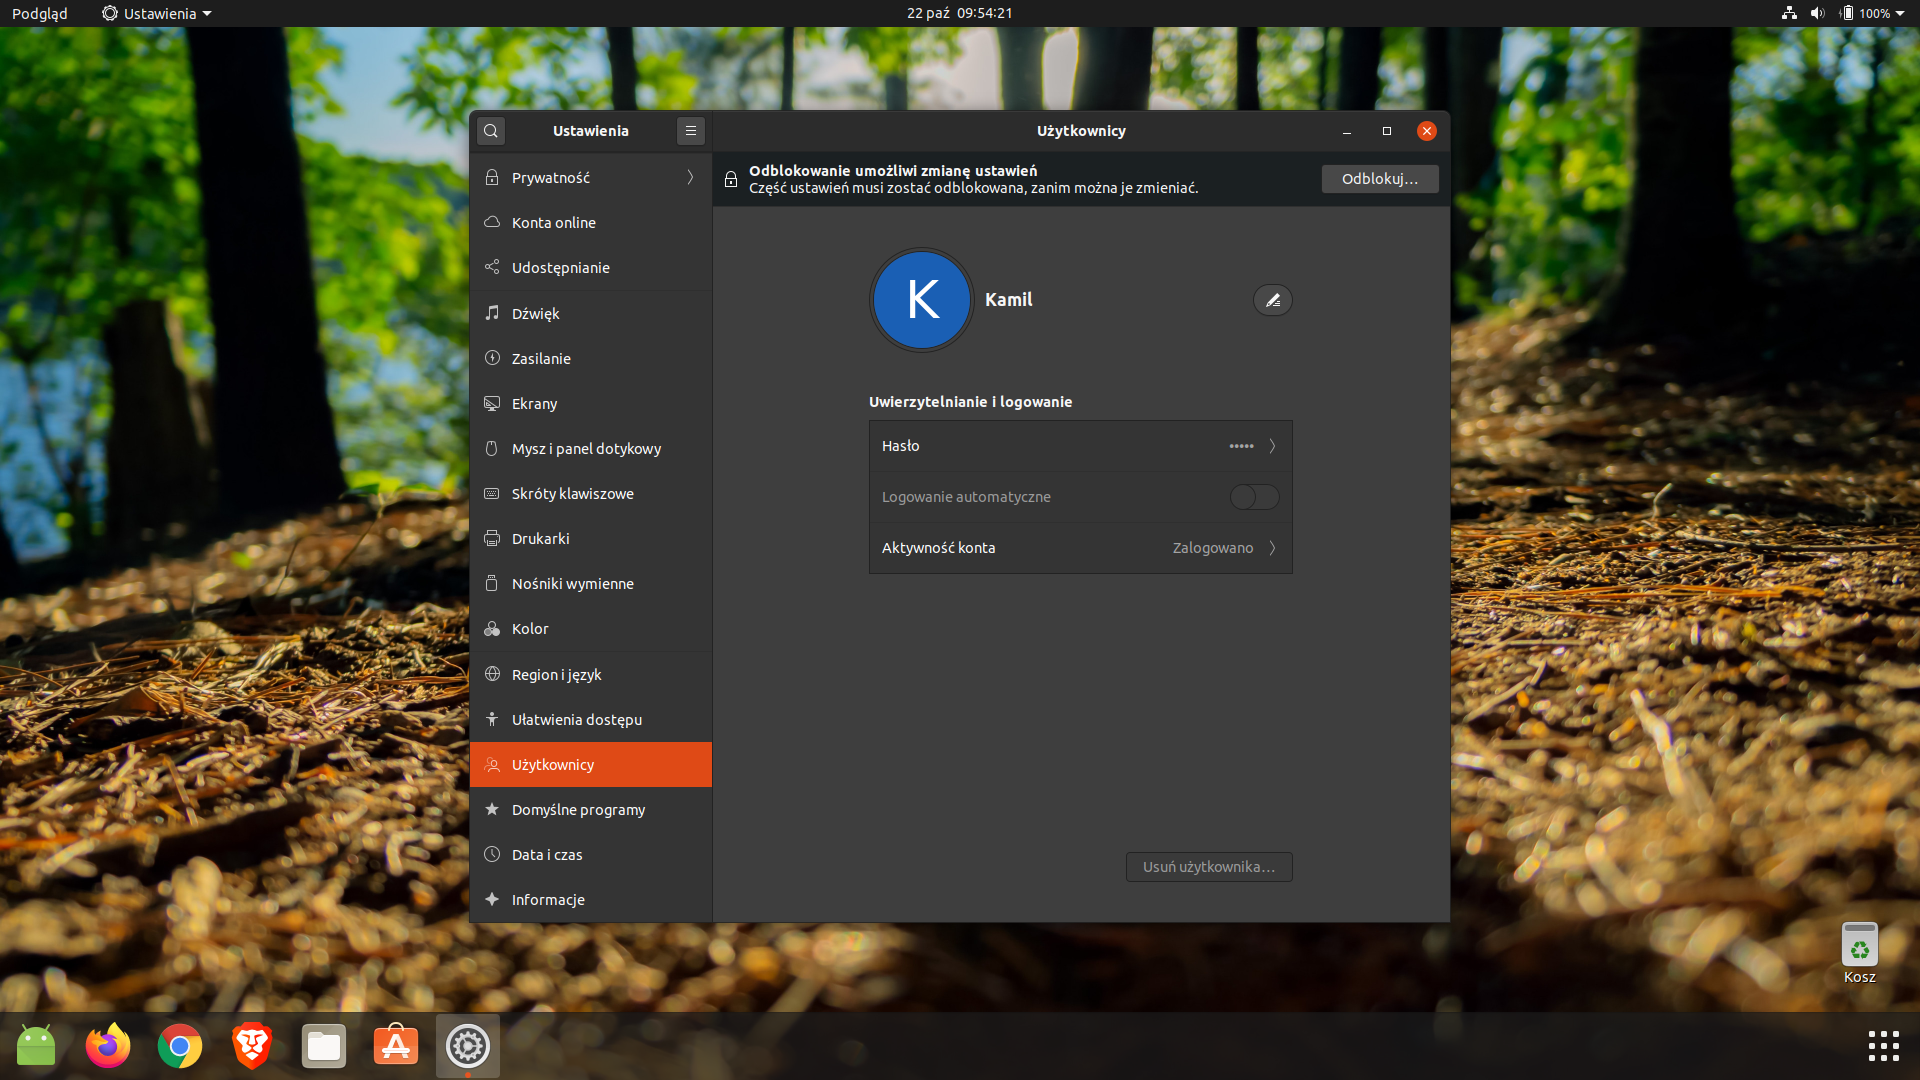 Podgląd
Ustawienia
22 paź 09:54:21
100%
Ustawienia
Użytkownicy
Prywatność
Konta online
Udostępnianie
Dźwięk
Zasilanie
Ekrany
Mysz i panel dotykowy
Skróty klawiszowe
Drukarki
Nośniki wymienne
Kolor
Region i język
Ułatwienia dostępu
Użytkownicy
Domyślne programy
Data i czas
Informacje
Odblokowanie umożliwi zmianę ustawień
Część ustawień musi zostać odblokowana, zanim można je zmieniać.
Odblokuj…
K
Kamil
Uwierzytelnianie i logowanie
Hasło •••••
Logowanie automatyczne
Aktywność konta Zalogowano
Usuń użytkownika…
Kosz